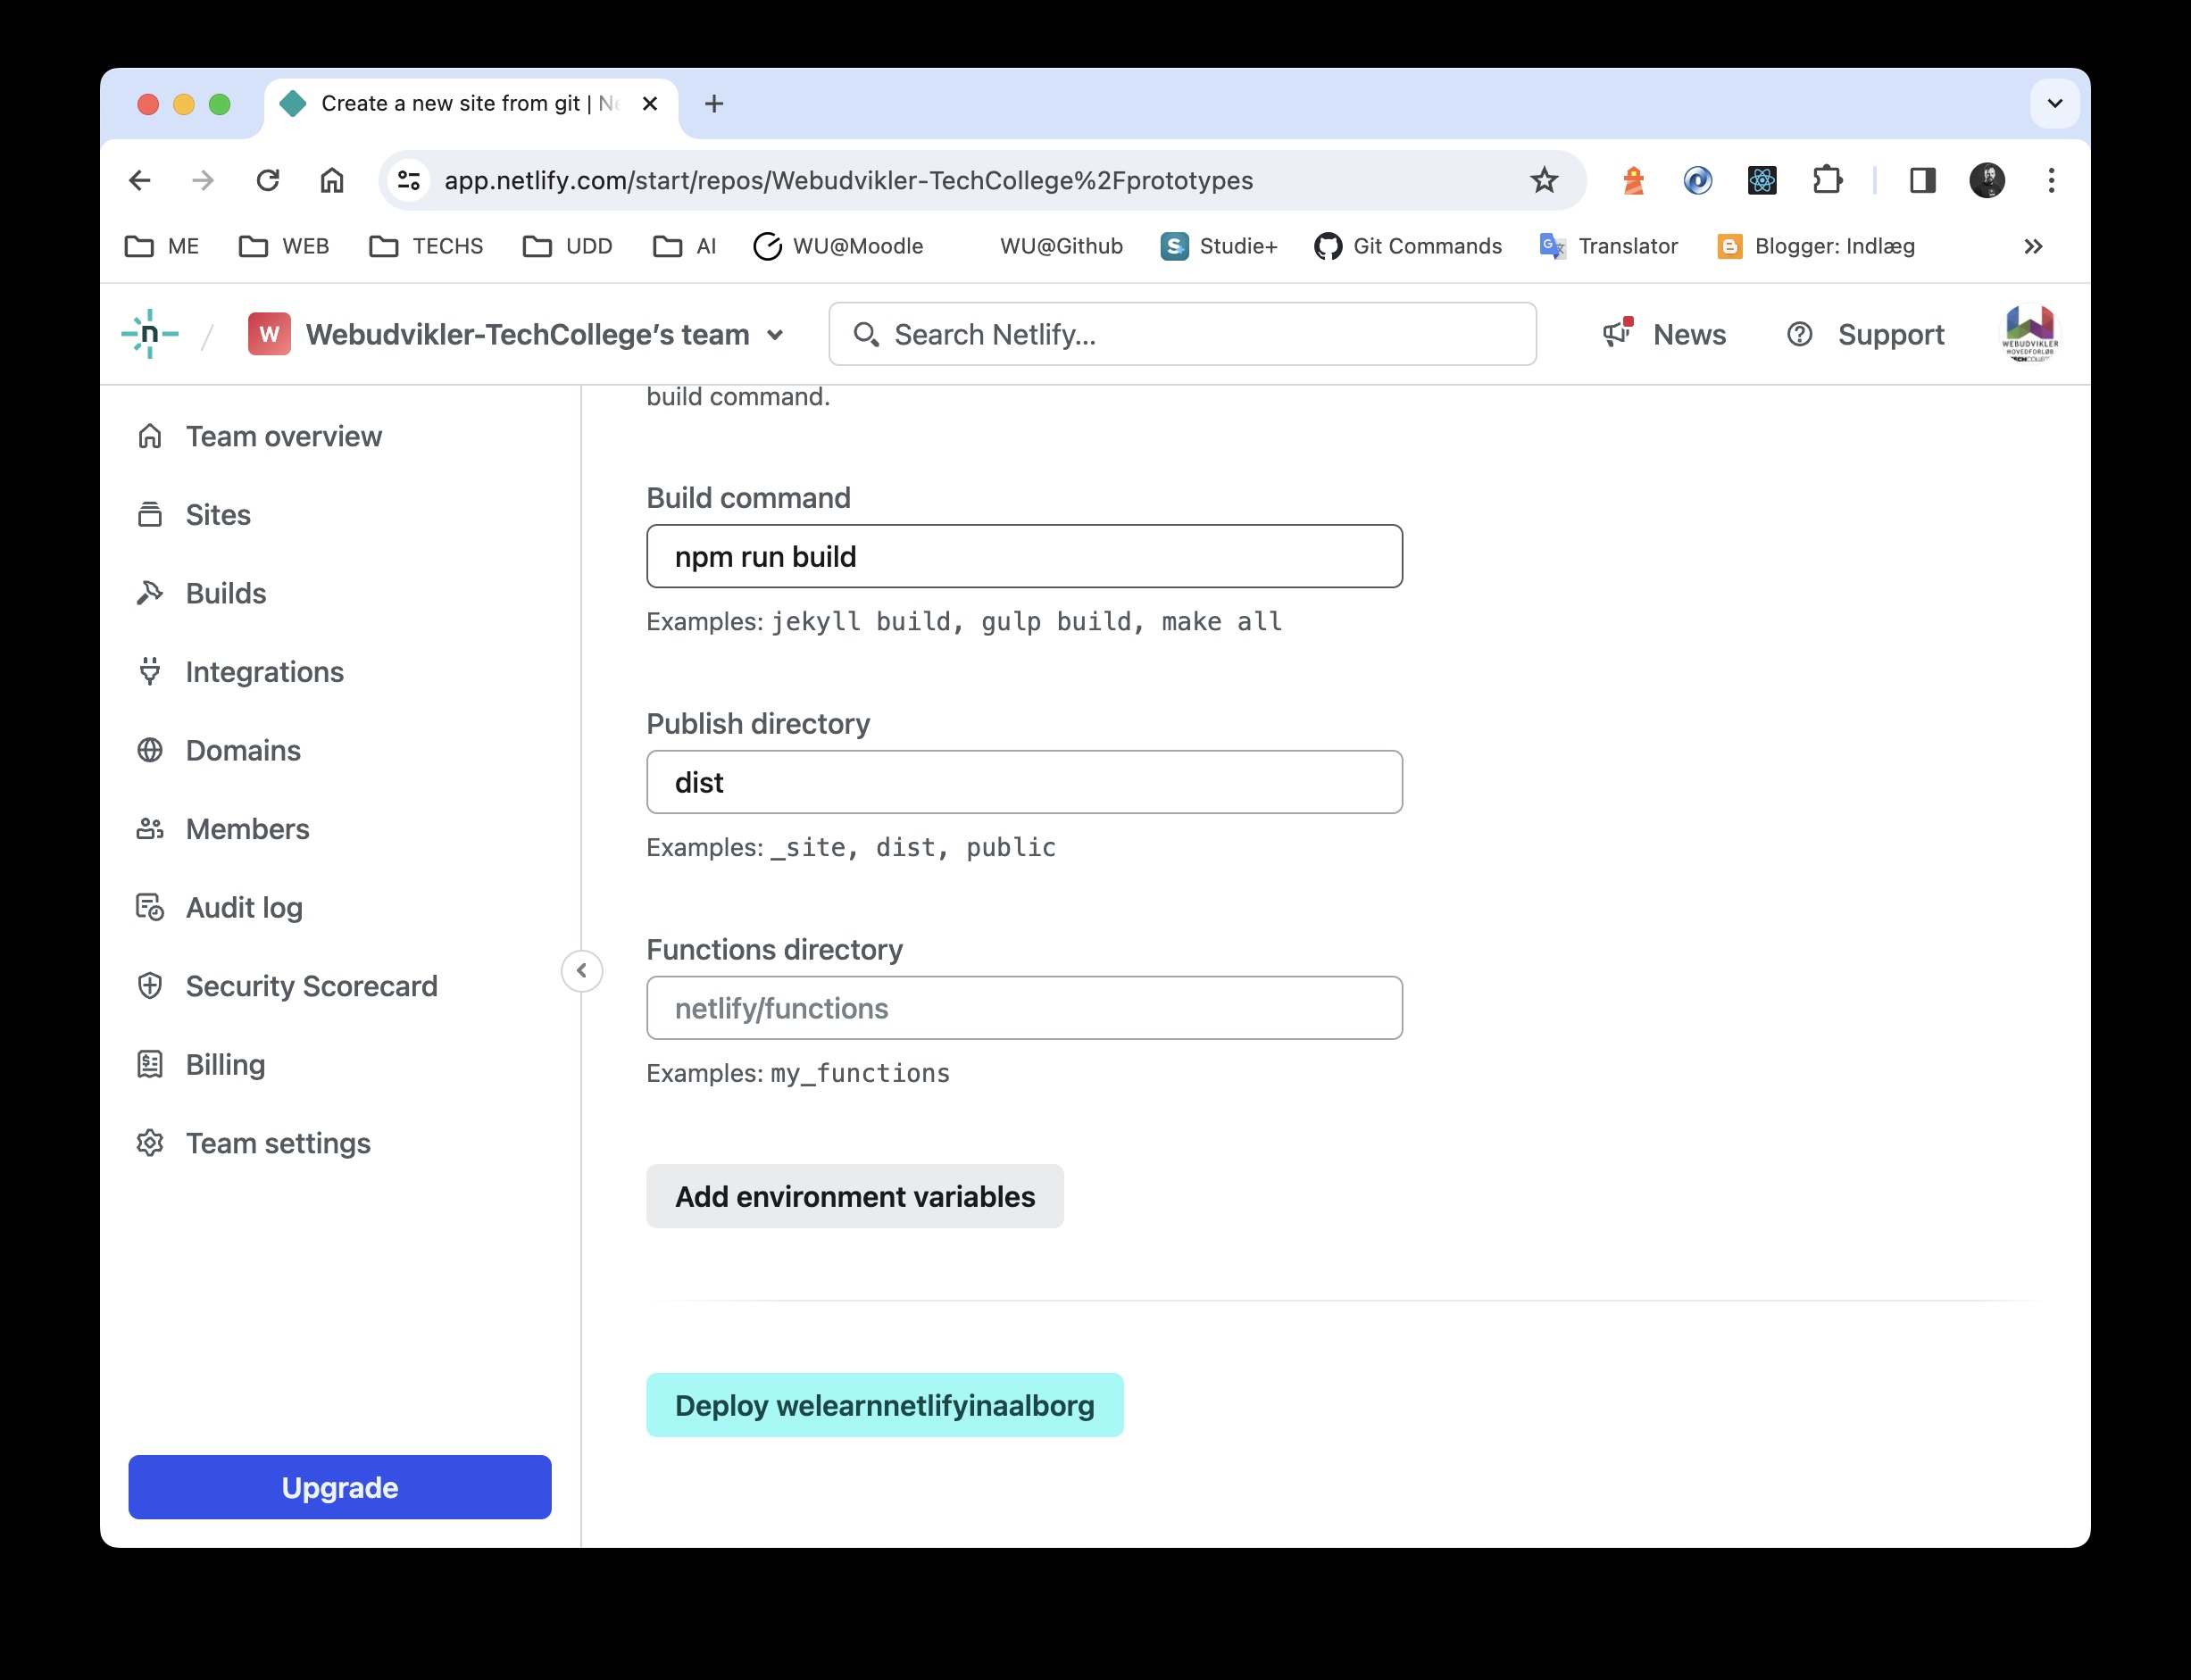 Create a new site from git | Ne
app.netlify.com/start/repos/Webudvikler-TechCollege%2Fprototypes
ME WEB TECHS UDD AI WU@Moodle WU@Github Studie+ Git Commands Translator Blogger: Indlæg
n / W Webudvikler-TechCollege’s team Search Netlify... News Support
WEBUDVIKLER
HOVEDFORLØB
Team overview
Sites
Builds
Integrations
Domains
Members
Audit log
Security Scorecard
Billing
Team settings
Upgrade
build command.
Build command
npm run build
Examples: jekyll build, gulp build, make all
Publish directory
dist
Examples: _site, dist, public
Functions directory
netlify/functions
Examples: my_functions
Add environment variables
Deploy welearnnetlifyinaalborg